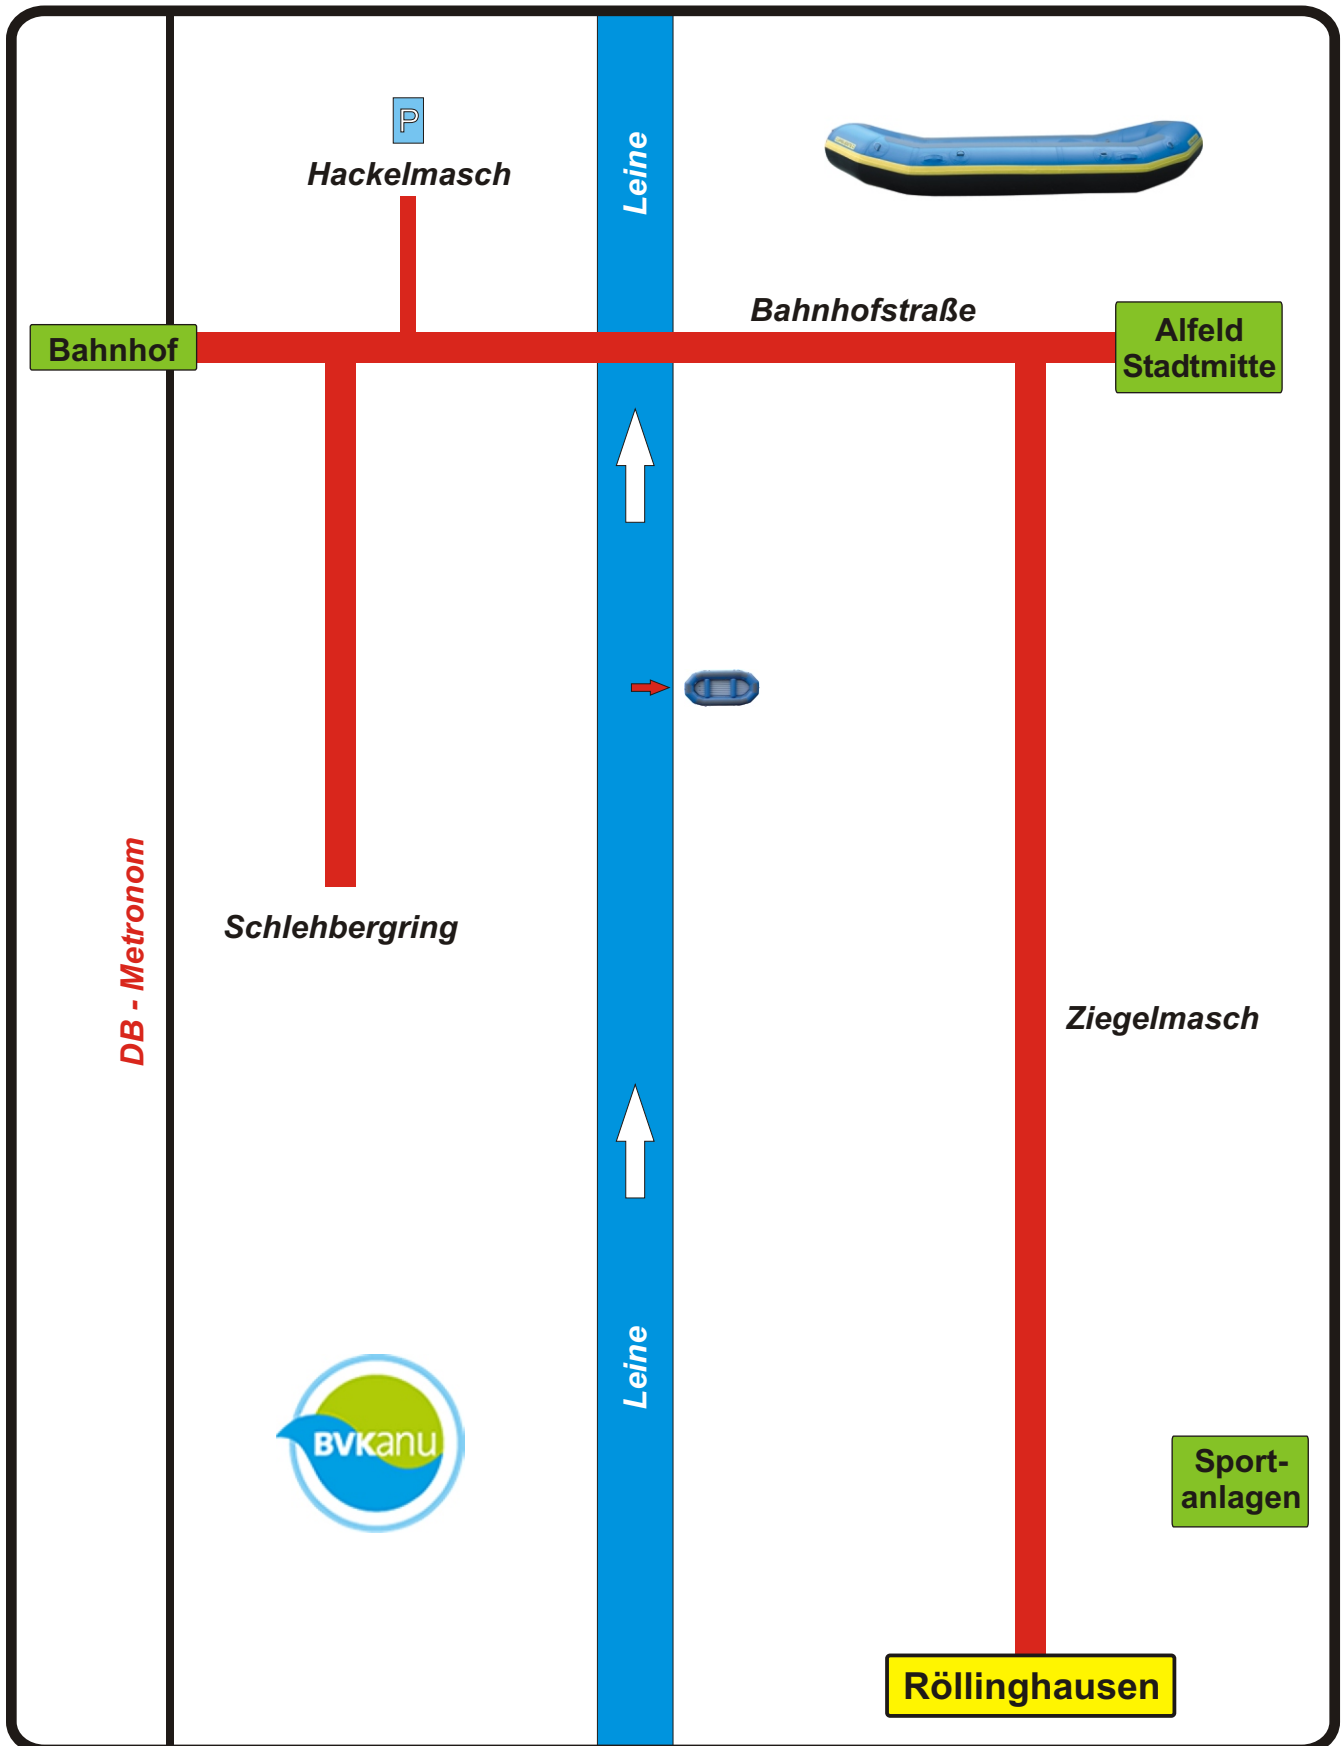 P
Hackelmasch
Leine
Bahnhofstraße
Bahnhof
Alfeld
Stadtmitte
DB - Metronom
Schlehbergring
Ziegelmasch
Leine
BVKanu
Sport-
anlagen
Röllinghausen